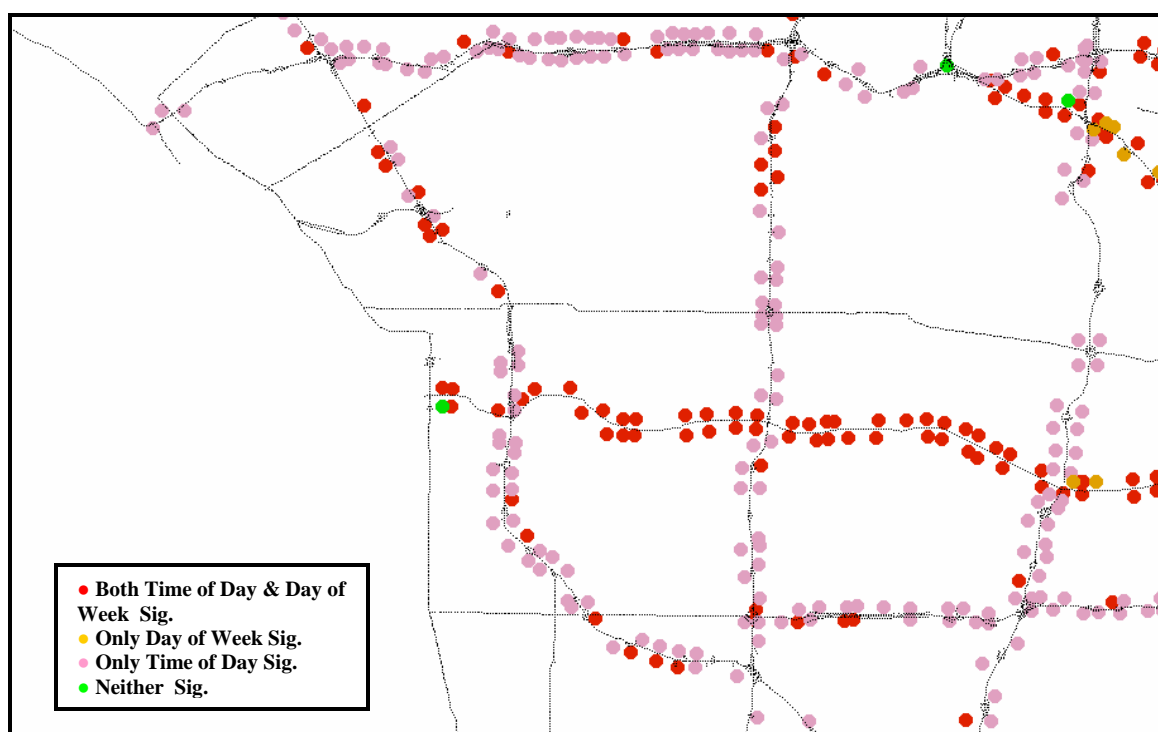 Both Time of Day & Day of
Week Sig.
Only Day of Week Sig.
Only Time of Day Sig.
Neither Sig.